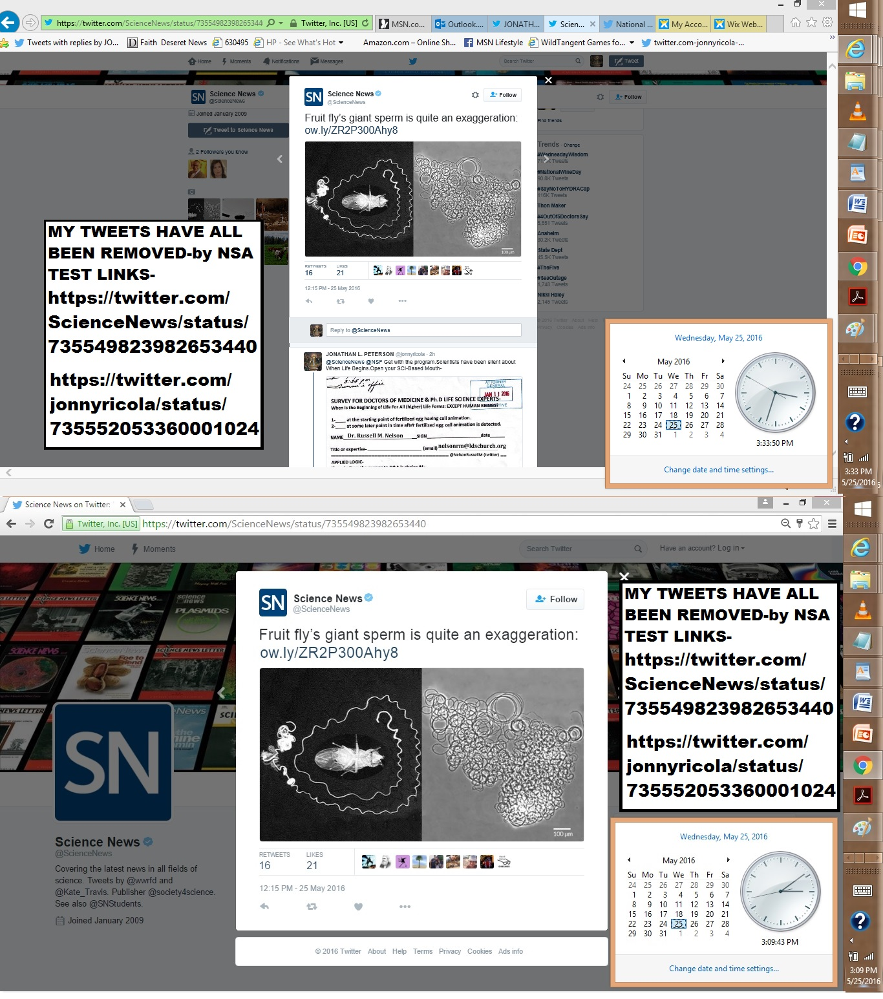 https://twitter.com/ScienceNews/status/73554982398265344
Twitter, Inc. [US]
MSN.co...
Outlook....
JONATH...
Scien...
National ...
My Acco...
Wix Web...
Tweets with replies by JO...
Faith Deseret News
630495
HP - See What's Hot
Amazon.com – Online Sh...
MSN Lifestyle
WildTangent Games fo...
twitter.com-jonnyricola-...
Home
Moments
Notifications
Messages
Search Twitter
Tweet
Science News
@ScienceNews
Joined January 2009
Tweet to Science News
2 Followers you know
SN
Science News
@ScienceNews
Follow
Fruit fly's giant sperm is quite an exaggeration:
ow.ly/ZR2P300Ahy8
100 µm
RETWEETS
16
LIKES
21
12:15 PM - 25 May 2016
Reply to @ScienceNews
JONATHAN L. PETERSON @jonnyricola · 2h
@ScienceNews @NSF Get with the program.Scientists have been silent about
When Life Begins.Open your SCI-Based Mouth-
ATTORNEY
GENERAL
JAN 11 2016
SURVEY FOR DOCTORS OF MEDICINE & Ph.D LIFE SCIENCE EXPERTS-
When is the Beginning of Life For All (higher) Life Forms: EXCEPT HUMAN BEINGS?
1-____ at the starting point of fertilized egg having cell animation.
2-____ at some later point in time after fertilized egg cell animation is detected.
NAME Dr. Russell M. Nelson SIGN date
Title or expertise- (email) nelsonrm@ldschurch.org
@NelsonRussellM (twitter)
APPLIED LOGIC-
Follow
Find friends
Trends · Change
#WednesdayWisdom
#NationalWineDay
90.8K Tweets
#SayNoToHYDRACap
116K Tweets
Thon Maker
#4OutOf5DoctorsSay
5,551 Tweets
Anaheim
30.2K Tweets
State Dept
45.5K Tweets
#TheFive
#SeaOutage
1,743 Tweets
Nikki Haley
2,145 Tweets
© 2016 Twitter About Help
Privacy Cookies Ads info
MY TWEETS HAVE ALL
BEEN REMOVED-by NSA
TEST LINKS-
https://twitter.com/
ScienceNews/status/
735549823982653440
https://twitter.com/
jonnyricola/status/
735552053360001024
Wednesday, May 25, 2016
May 2016
Su Mo Tu We Th Fr Sa
24 25 26 27 28 29 30
1 2 3 4 5 6 7
8 9 10 11 12 13 14
15 16 17 18 19 20 21
22 23 24 25 26 27 28
29 30 31 1 2 3 4
3:33:50 PM
Change date and time settings...
3:33 PM
5/25/2016
Science News on Twitter:
Twitter, Inc. [US]
https://twitter.com/ScienceNews/status/735549823982653440
Home
Moments
Search Twitter
Have an account? Log in
SN
Science News
@ScienceNews
Covering the latest news in all fields of
science. Tweets by @wwrfd and
@Kate_Travis. Publisher @society4science.
See also @SNStudents.
Joined January 2009
SN
Science News
@ScienceNews
Follow
Fruit fly's giant sperm is quite an exaggeration:
ow.ly/ZR2P300Ahy8
100 µm
RETWEETS
16
LIKES
21
12:15 PM - 25 May 2016
© 2016 Twitter About Help Terms Privacy Cookies Ads info
MY TWEETS HAVE ALL
BEEN REMOVED-by NSA
TEST LINKS-
https://twitter.com/
ScienceNews/status/
735549823982653440
https://twitter.com/
jonnyricola/status/
735552053360001024
Wednesday, May 25, 2016
May 2016
Su Mo Tu We Th Fr Sa
24 25 26 27 28 29 30
1 2 3 4 5 6 7
8 9 10 11 12 13 14
15 16 17 18 19 20 21
22 23 24 25 26 27 28
29 30 31 1 2 3 4
3:09:43 PM
Change date and time settings...
3:09 PM
5/25/2016